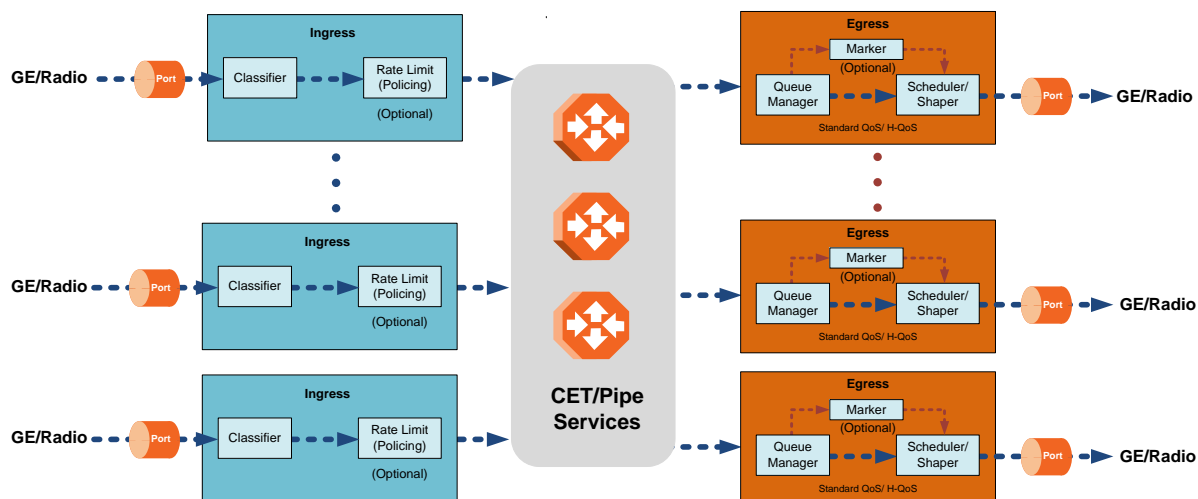 Ingress
GE/Radio
Port
Classifier
Rate Limit
(Policing)
(Optional)
Egress
Marker
(Optional)
Queue
Manager
Scheduler/
Shaper
Standard QoS/ H-QoS
Port
GE/Radio
Ingress
GE/Radio
Port
Classifier
Rate Limit
(Policing)
(Optional)
Egress
Marker
(Optional)
Queue
Manager
Scheduler/
Shaper
Standard QoS/ H-QoS
Port
GE/Radio
CET/Pipe
Services
Ingress
GE/Radio
Port
Classifier
Rate Limit
(Policing)
(Optional)
Egress
Marker
(Optional)
Queue
Manager
Scheduler/
Shaper
Standard QoS/ H-QoS
Port
GE/Radio